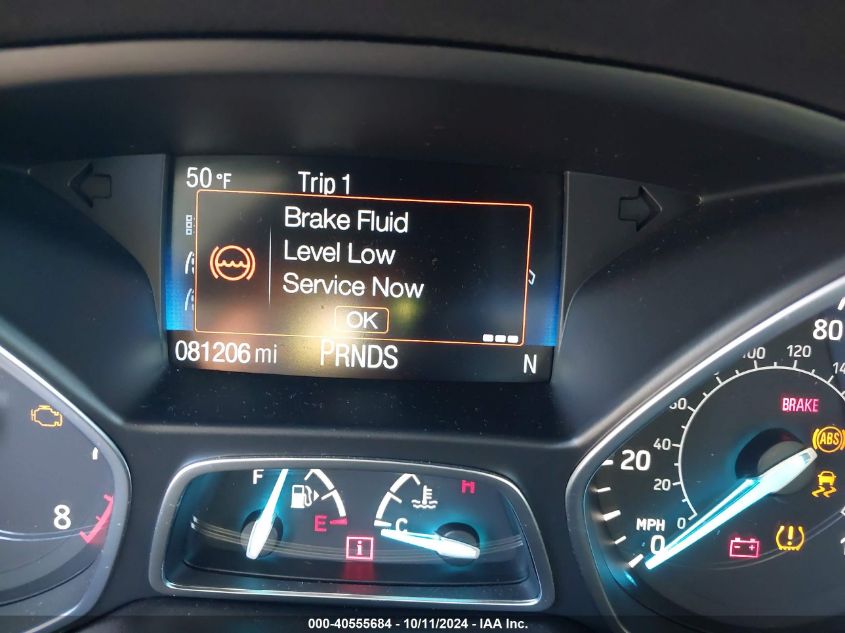 50 °F Trip 1
Brake Fluid
Level Low
Service Now
OK
081206 mi PRNDS N
8
F E
C H
i
20
MPH 0
0 20 40 60 100 120
80
BRAKE
ABS
000-40555684 - 10/11/2024 - IAA Inc.